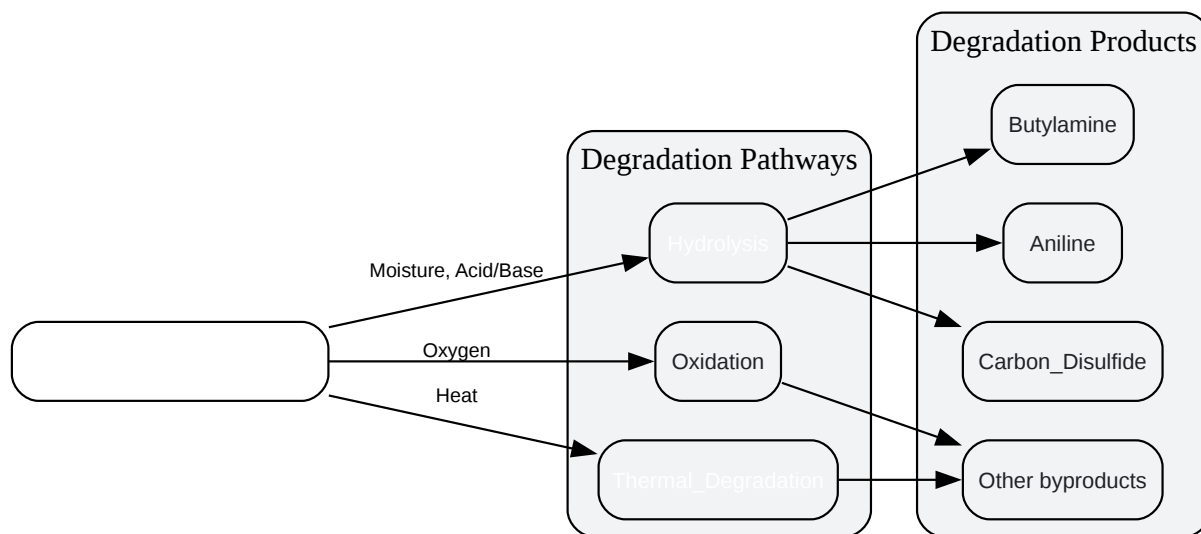 Degradation Products
Butylamine
Degradation Pathways
Hydrolysis
Aniline
Moisture, Acid/Base
Oxygen
Oxidation
Carbon_Disulfide
Heat
Thermal_Degradation
Other byproducts